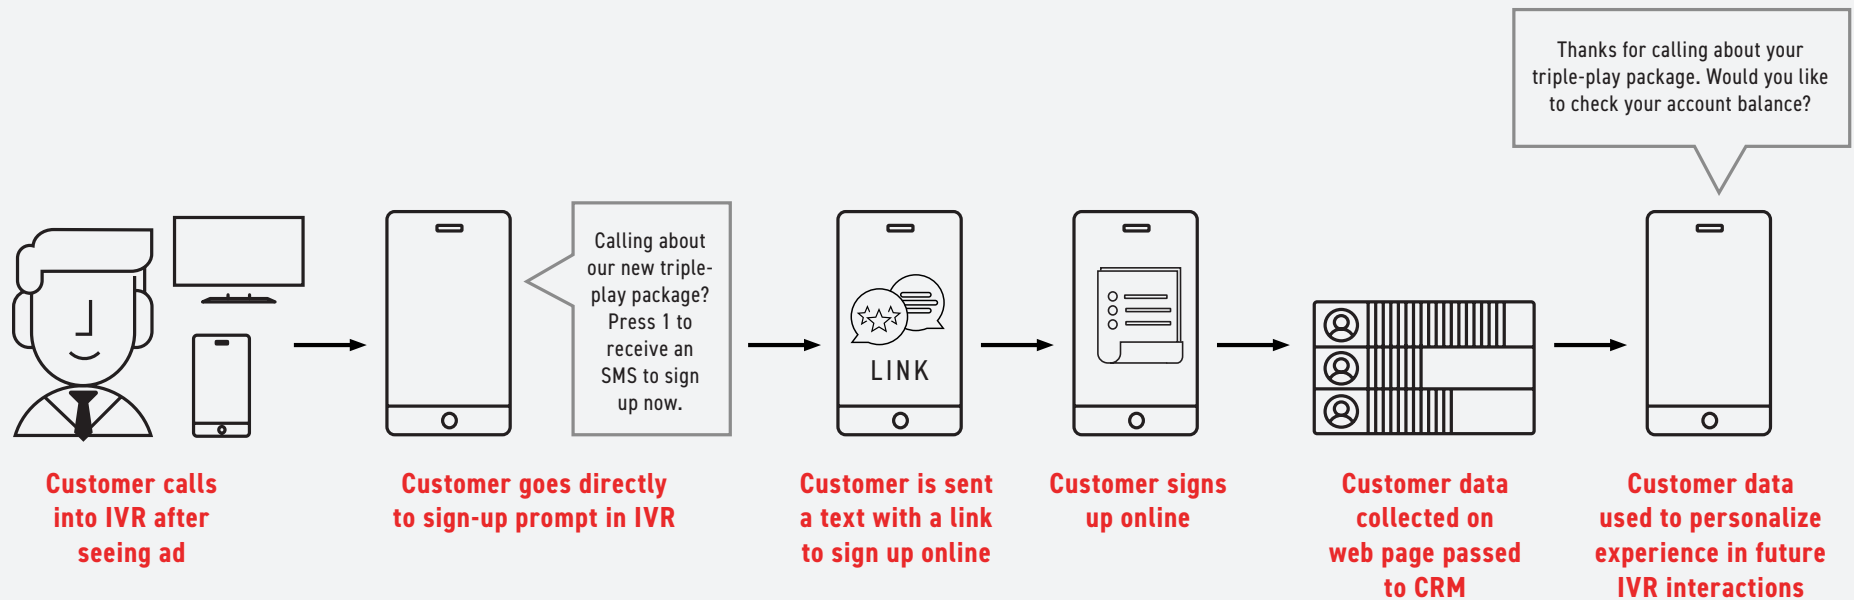 Thanks for calling about your
triple-play package. Would you like
to check your account balance?
Calling about
our new triple-
play package?
Press 1 to
receive an
SMS to sign
up now.
LINK
Customer calls
into IVR after
seeing ad
Customer goes directly
to sign-up prompt in IVR
Customer is sent
a text with a link
to sign up online
Customer signs
up online
Customer data
collected on
web page passed
to CRM
Customer data
used to personalize
experience in future
IVR interactions